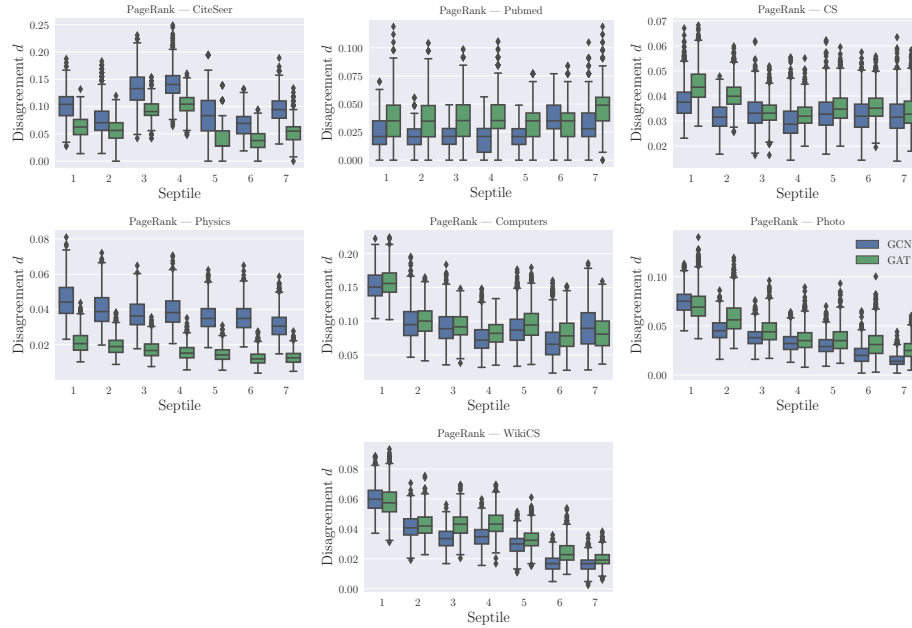 PageRank — CiteSeer
0.25
0.20
0.15
0.10
0.05
0.00
Disagreement d
1 2 3 4 5 6 7
Septile
PageRank — Pubmed
0.100
0.075
0.050
0.025
0.000
Disagreement d
1 2 3 4 5 6 7
Septile
PageRank — CS
0.07
0.06
0.05
0.04
0.03
0.02
Disagreement d
1 2 3 4 5 6 7
Septile
PageRank — Physics
0.08
0.06
0.04
0.02
Disagreement d
1 2 3 4 5 6 7
Septile
PageRank — Computers
0.20
0.15
0.10
0.05
Disagreement d
1 2 3 4 5 6 7
Septile
PageRank — Photo
GCN
GAT
0.10
0.05
0.00
Disagreement d
1 2 3 4 5 6 7
Septile
PageRank — WikiCS
0.08
0.06
0.04
0.02
0.00
Disagreement d
1 2 3 4 5 6 7
Septile